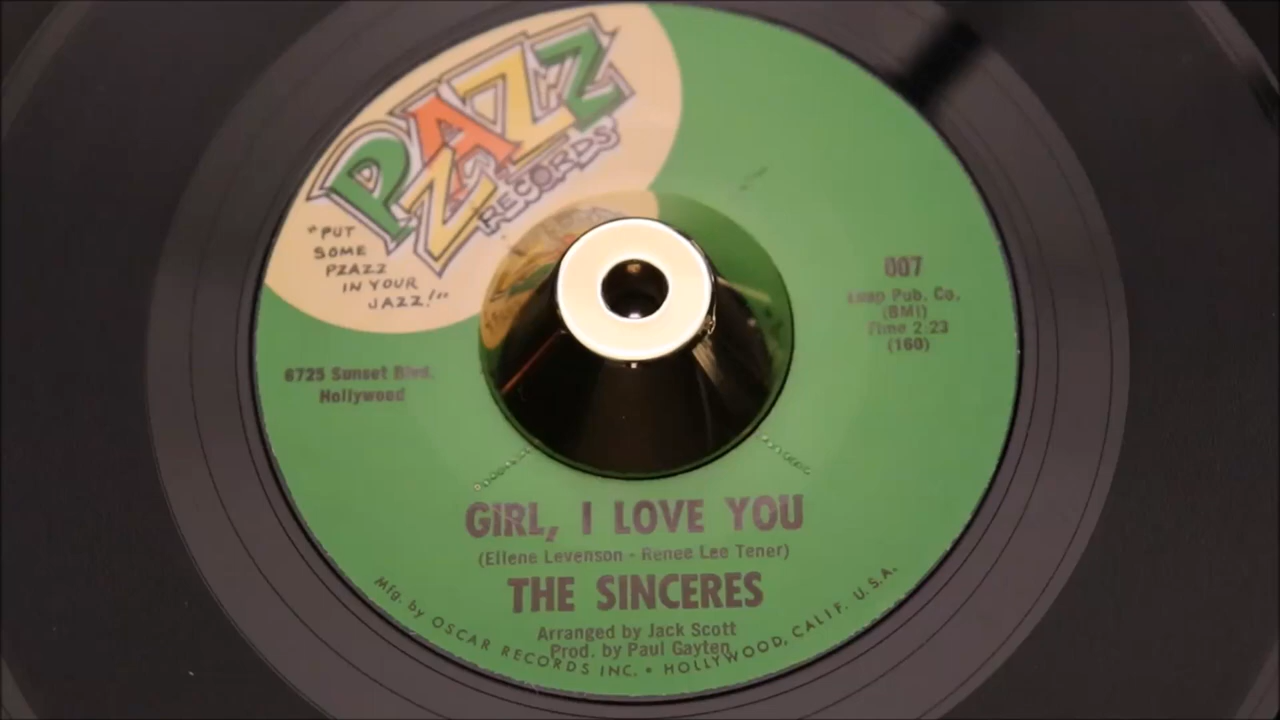 PZAZZ
RECORDS
"PUT
SOME
PZAZZ
IN YOUR
JAZZ!"
6725 Sunset Blvd.
Hollywood
007
Pub. Co.
(BMI)
Time 2:23
(160)
GIRL, I LOVE YOU
(Ellene Levenson - Renee Lee Tener)
THE SINCERES
Arranged by Jack Scott
Prod. by Paul Gayten
Mfg. by OSCAR RECORDS INC. • HOLLYWOOD, CALIF. U.S.A.